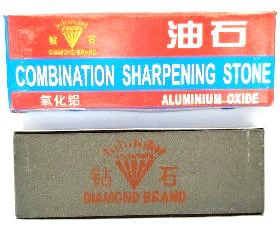 油石
钻 石
DIAMOND BRAND
COMBINATION SHARPENING STONE
氧化铝
ALUMINIUM OXIDE
钻 石
DIAMOND BRAND